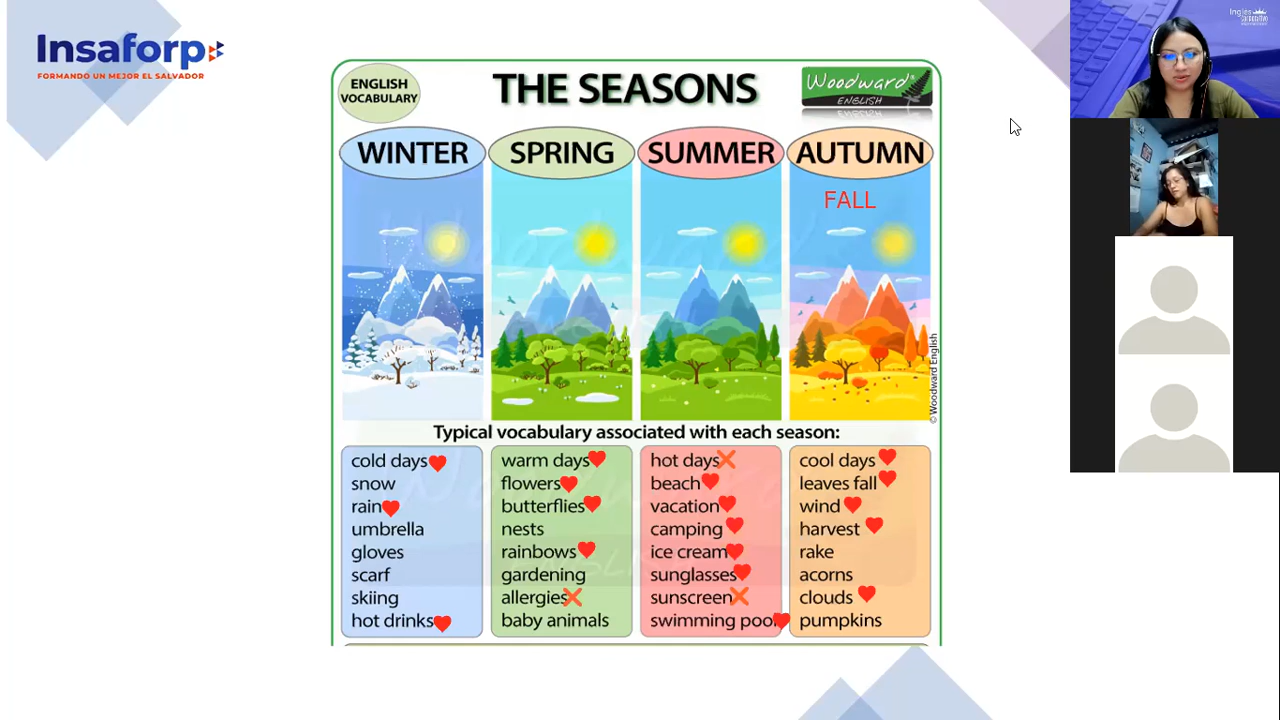 Insaforp
FORMANDO UN MEJOR EL SALVADOR
ENGLISH
VOCABULARY
THE SEASONS
Woodward®
ENGLISH
WINTER
SPRING
SUMMER
AUTUMN
FALL
© Woodward English
Typical vocabulary associated with each season:
cold days
snow
rain
umbrella
gloves
scarf
skiing
hot drinks
warm days
flowers
butterflies
nests
rainbows
gardening
allergies
baby animals
hot days
beach
vacation
camping
ice cream
sunglasses
sunscreen
swimming pool
cool days
leaves fall
wind
harvest
rake
acorns
clouds
pumpkins
Ingles